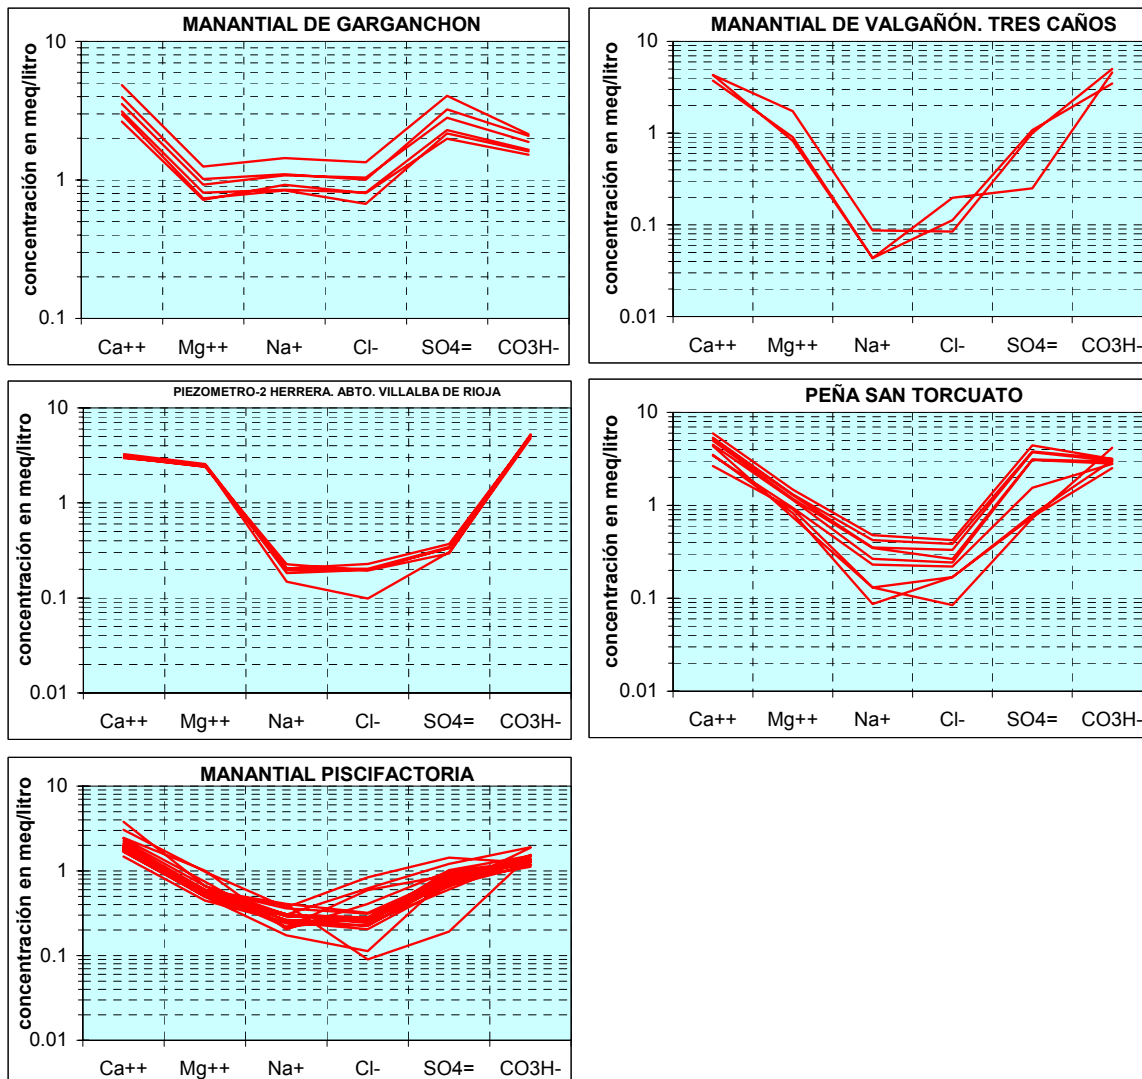 MANANTIAL DE GARGANCHON
concentración en meq/litro
10
1
0.1
Ca++ Mg++ Na+ Cl- SO4= CO3H-
MANANTIAL DE VALGAÑÓN. TRES CAÑOS
concentración en meq/litro
10
1
0.1
0.01
Ca++ Mg++ Na+ Cl- SO4= CO3H-
PIEZOMETRO-2 HERRERA. ABTO. VILLALBA DE RIOJA
concentración en meq/litro
10
1
0.1
0.01
Ca++ Mg++ Na+ Cl- SO4= CO3H-
PEÑA SAN TORCUATO
concentración en meq/litro
10
1
0.1
0.01
Ca++ Mg++ Na+ Cl- SO4= CO3H-
MANANTIAL PISCIFACTORIA
concentración en meq/litro
10
1
0.1
0.01
Ca++ Mg++ Na+ Cl- SO4= CO3H-